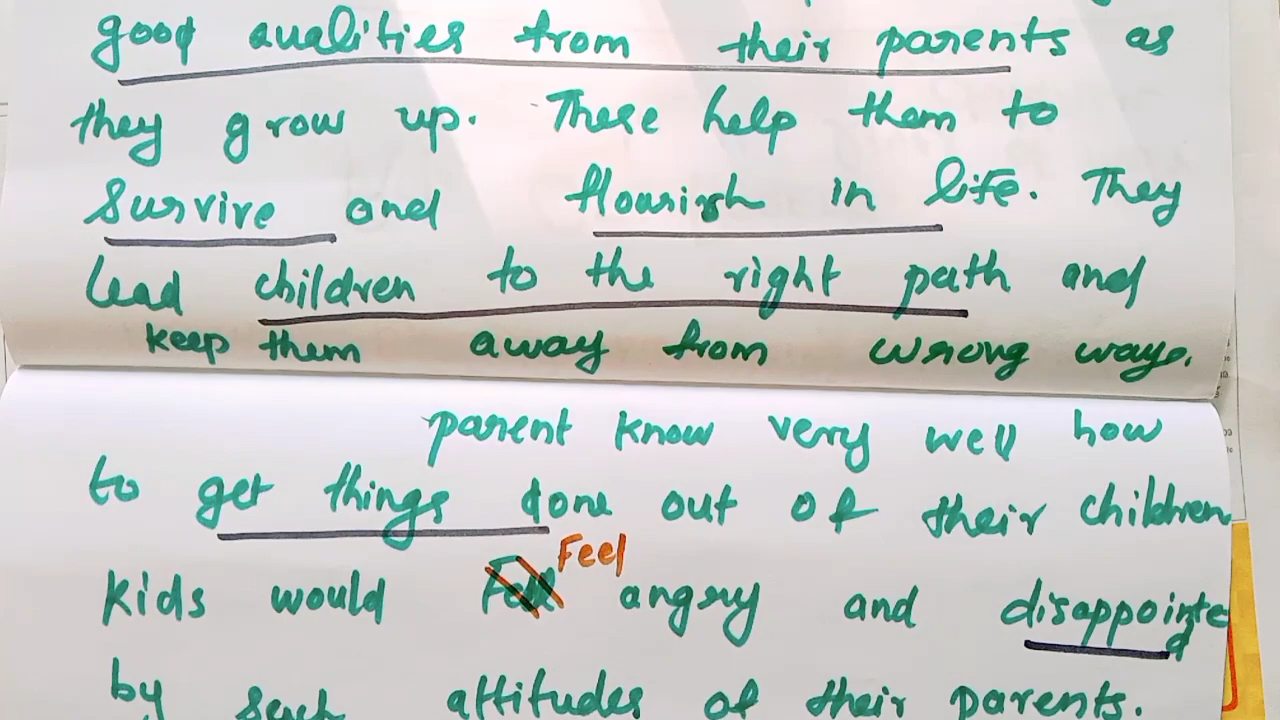 good qualities from their parents as
they grow up. These help them to
survive and flourish in life. They
lead children to the right path and
keep them away from wrong ways.
parent know very well how
to get things done out of their children
kids would Feel angry and disappointed
by such attitudes of their parents.